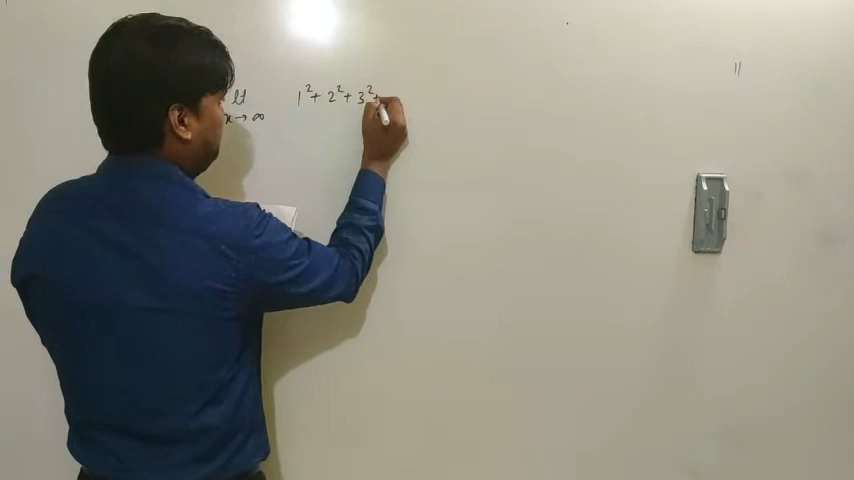 lt 1² + 2² + 3² +
x → ∞